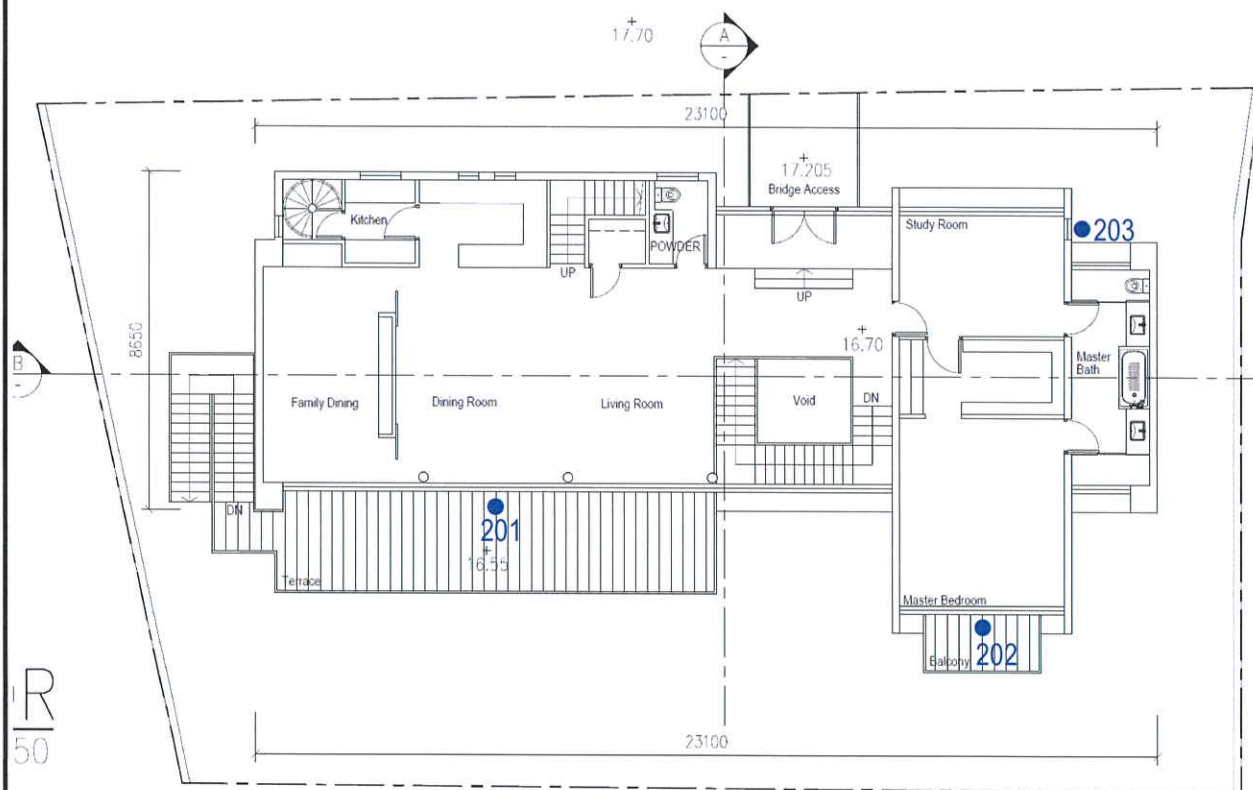 17.70
A
-
23100
17.205
Bridge Access
Kitchen
Study Room
203
POWDER
UP
UP
16.70
8650
B
-
Master
Bath
Family Dining
Dining Room
Living Room
Void
DN
DN
201
16.55
Terrace
Master Bedroom
Balcony
202
R
50
23100